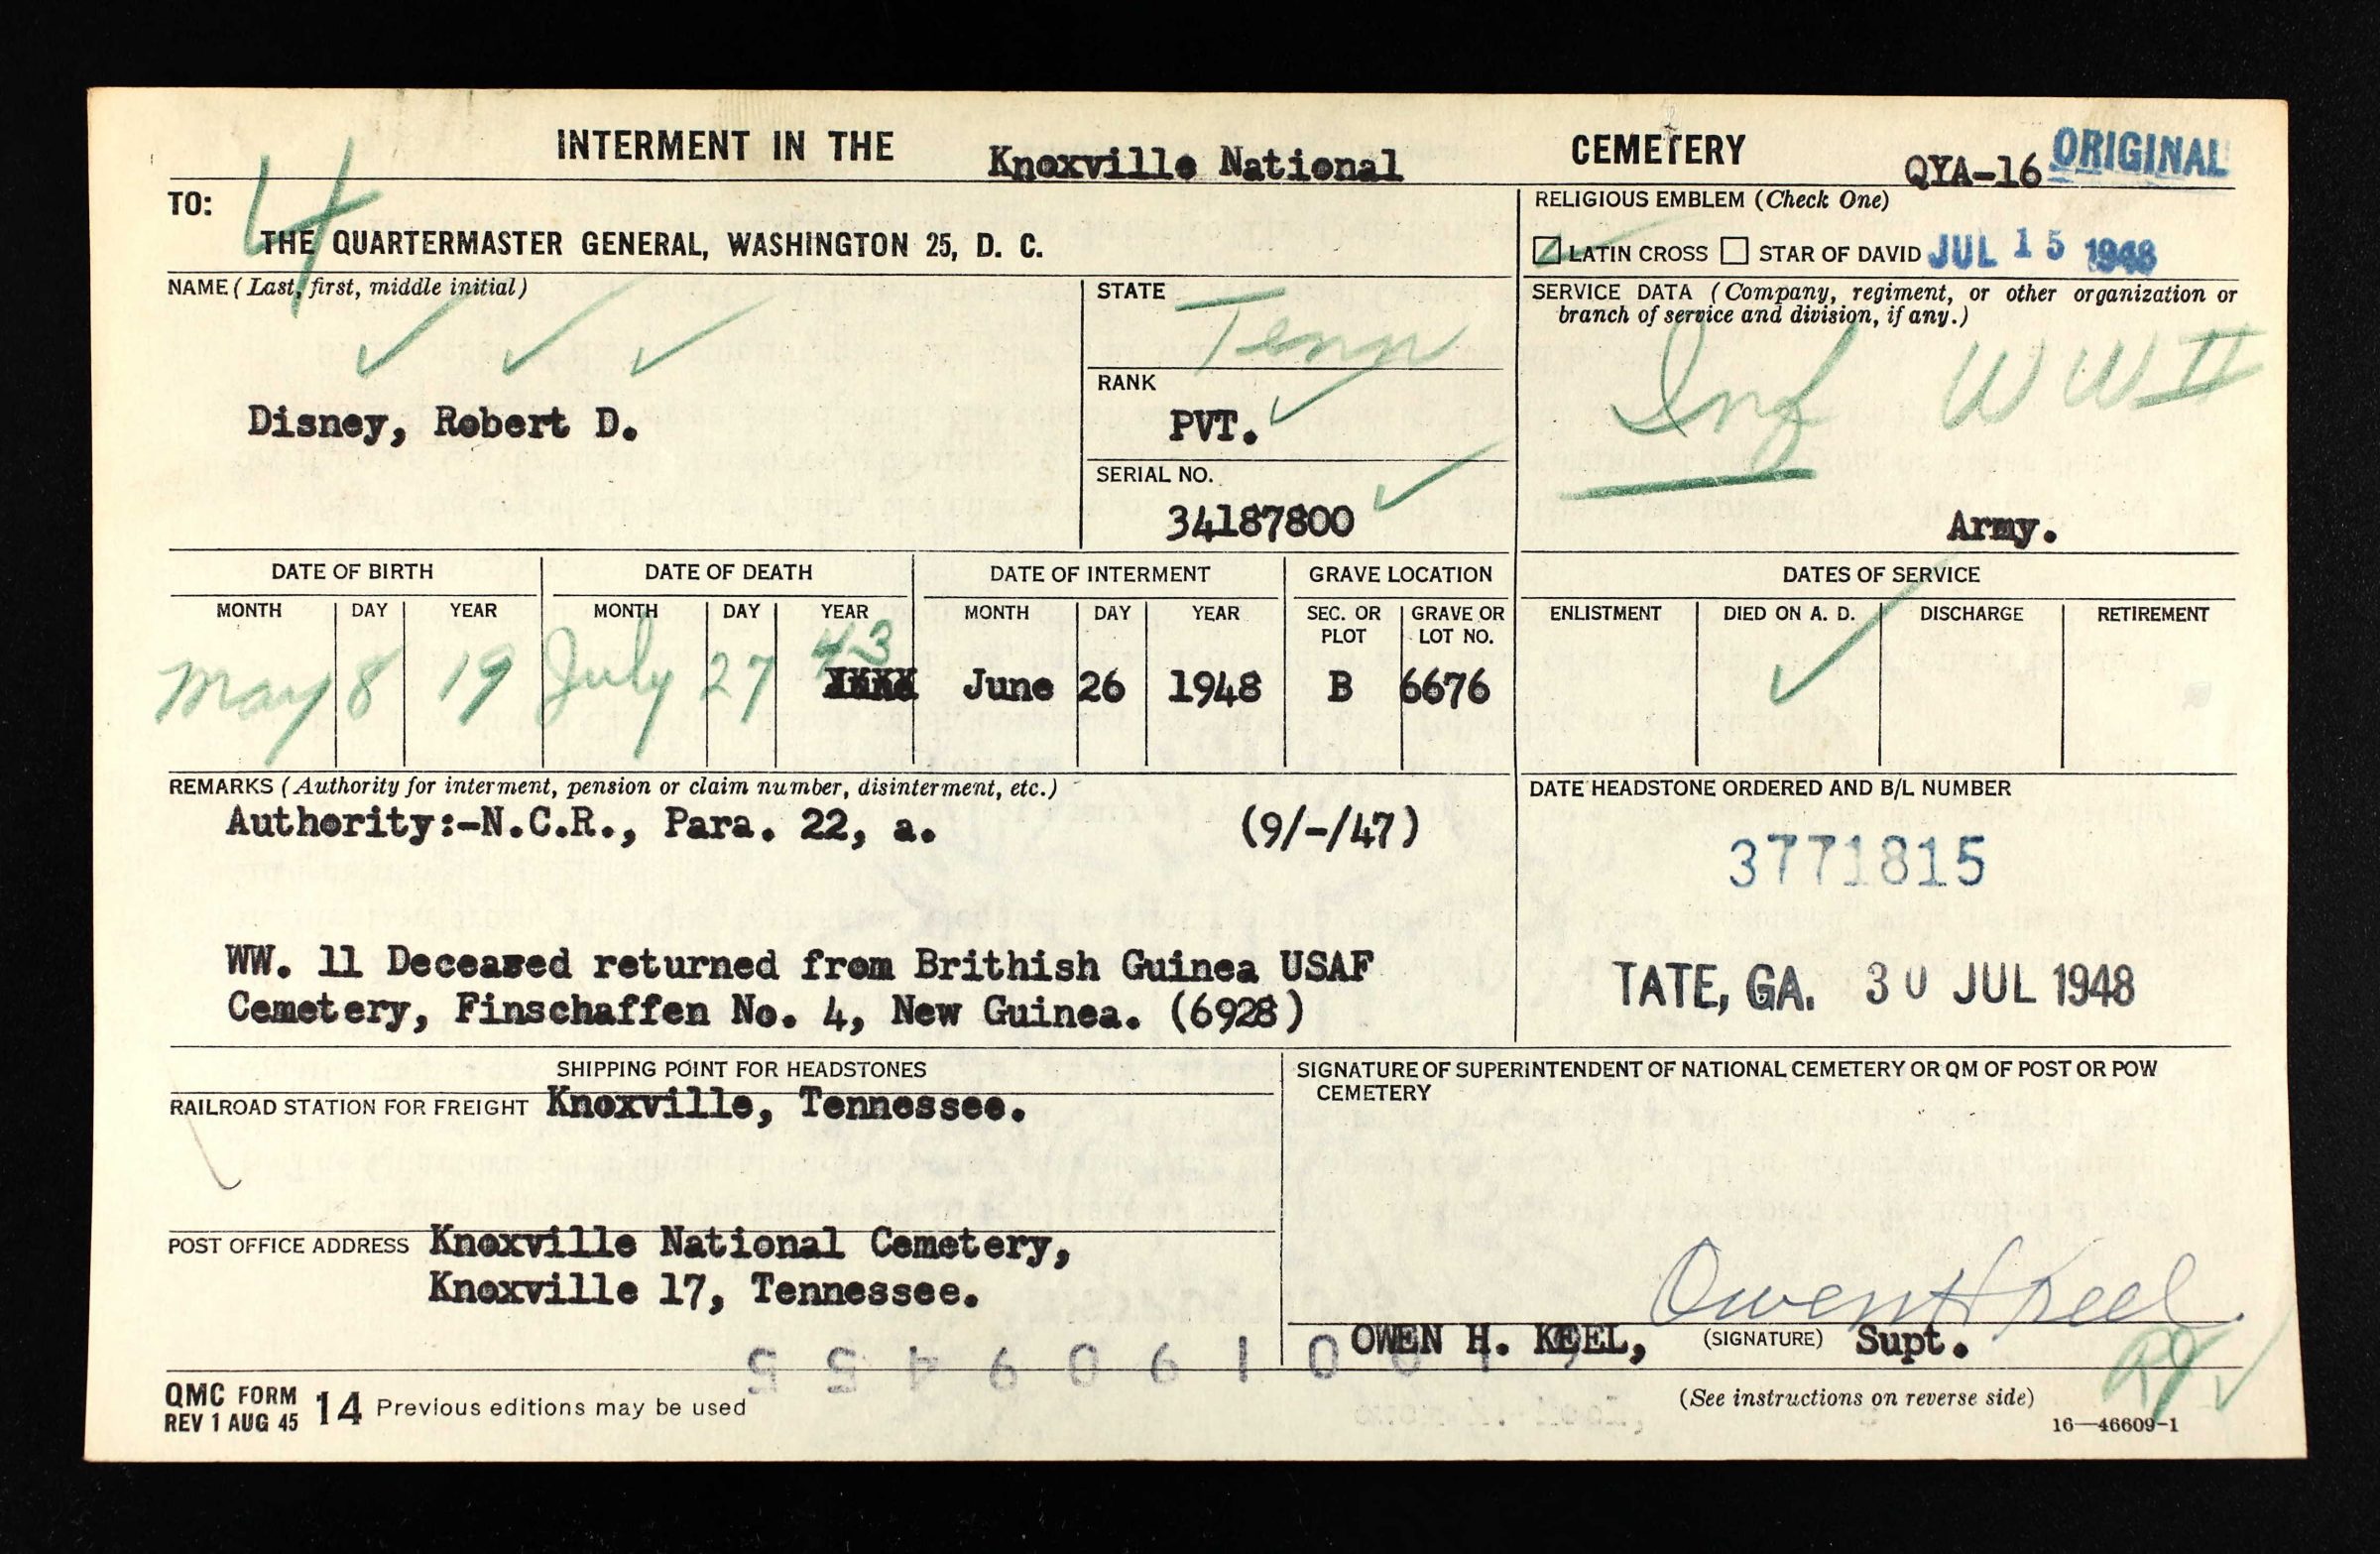 INTERMENT IN THE Knoxville National CEMETERY QYA-16 ORIGINAL
TO:
4
THE QUARTERMASTER GENERAL, WASHINGTON 25, D. C.
RELIGIOUS EMBLEM (Check One)
LATIN CROSS STAR OF DAVID JUL 15 1948
NAME (Last, first, middle initial)
Disney, Robert D.
STATE
Tenn
RANK
PVT.
SERIAL NO.
34187800
SERVICE DATA (Company, regiment, or other organization or
branch of service and division, if any.)
Inf WW II
Army.
DATE OF BIRTH DATE OF DEATH DATE OF INTERMENT GRAVE LOCATION DATES OF SERVICE
MONTH DAY YEAR MONTH DAY YEAR MONTH DAY YEAR SEC. OR PLOT GRAVE OR LOT NO. ENLISTMENT DIED ON A. D. DISCHARGE RETIREMENT
May 8 19 July 27 43 June 26 1948 B 6676
REMARKS (Authority for interment, pension or claim number, disinterment, etc.)
Authority:-N.C.R., Para. 22, a. (9/-/47)
WW. 11 Deceased returned from Brithish Guinea USAF
Cemetery, Finschaffen No. 4, New Guinea. (6928)
DATE HEADSTONE ORDERED AND B/L NUMBER
3771815
TATE, GA. 30 JUL 1948
SHIPPING POINT FOR HEADSTONES
RAILROAD STATION FOR FREIGHT Knoxville, Tennessee.
POST OFFICE ADDRESS Knoxville National Cemetery,
Knoxville 17, Tennessee.
SIGNATURE OF SUPERINTENDENT OF NATIONAL CEMETERY OR QM OF POST OR POW
CEMETERY
Owen H Keel
OWEN H. KEEL, (SIGNATURE) Supt.
QMC FORM 14 Previous editions may be used
REV 1 AUG 45
(See instructions on reverse side)
16—46609-1